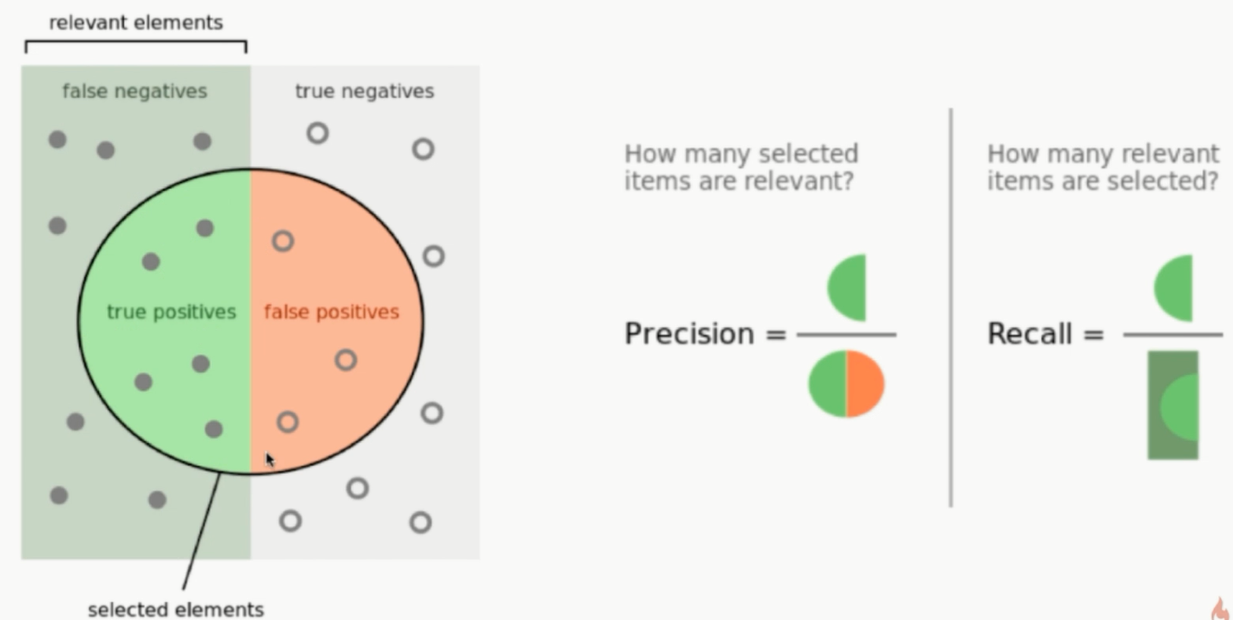 relevant elements
false negatives
true negatives
true positives
false positives
selected elements
How many selected
items are relevant?
Precision =
How many relevant
items are selected?
Recall =